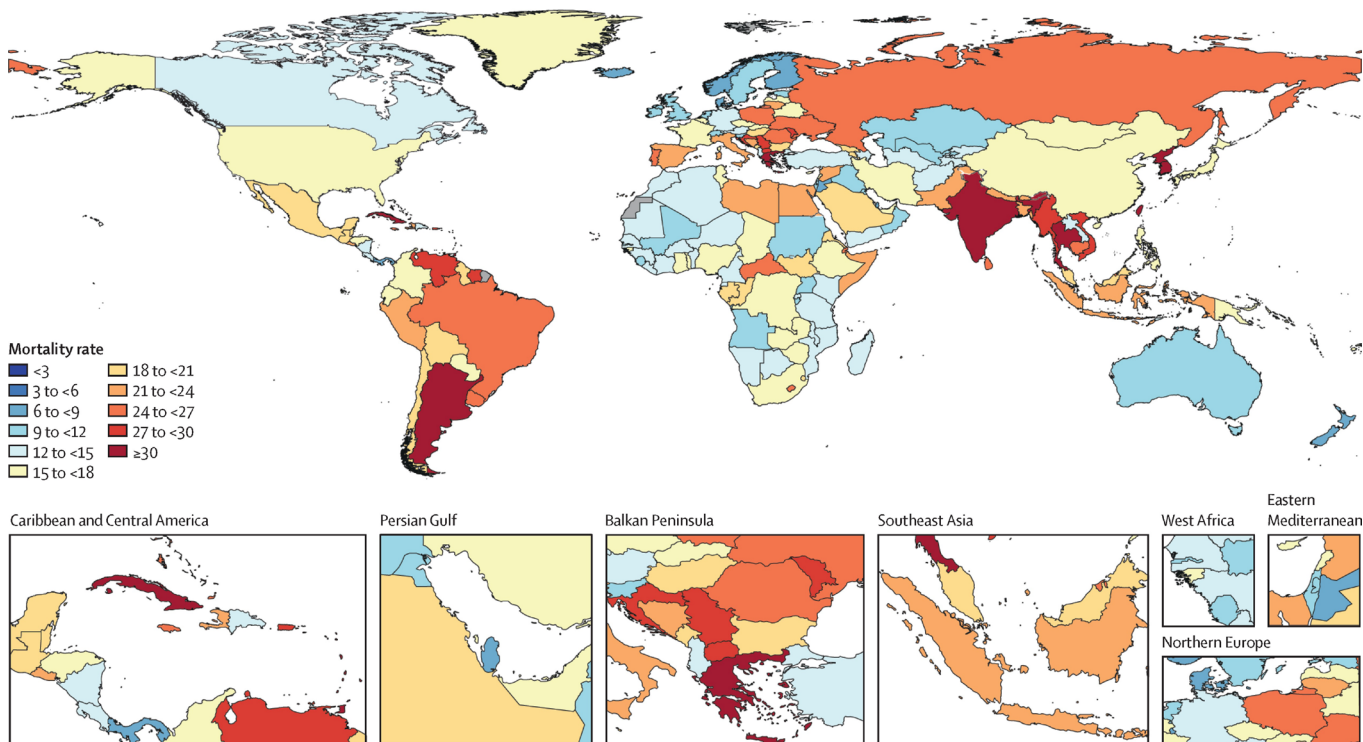 Mortality rate
<3
3 to <6
6 to <9
9 to <12
12 to <15
15 to <18
18 to <21
21 to <24
24 to <27
27 to <30
≥30
Caribbean and Central America
Persian Gulf
Balkan Peninsula
Southeast Asia
West Africa
Eastern
Mediterranean
Northern Europe